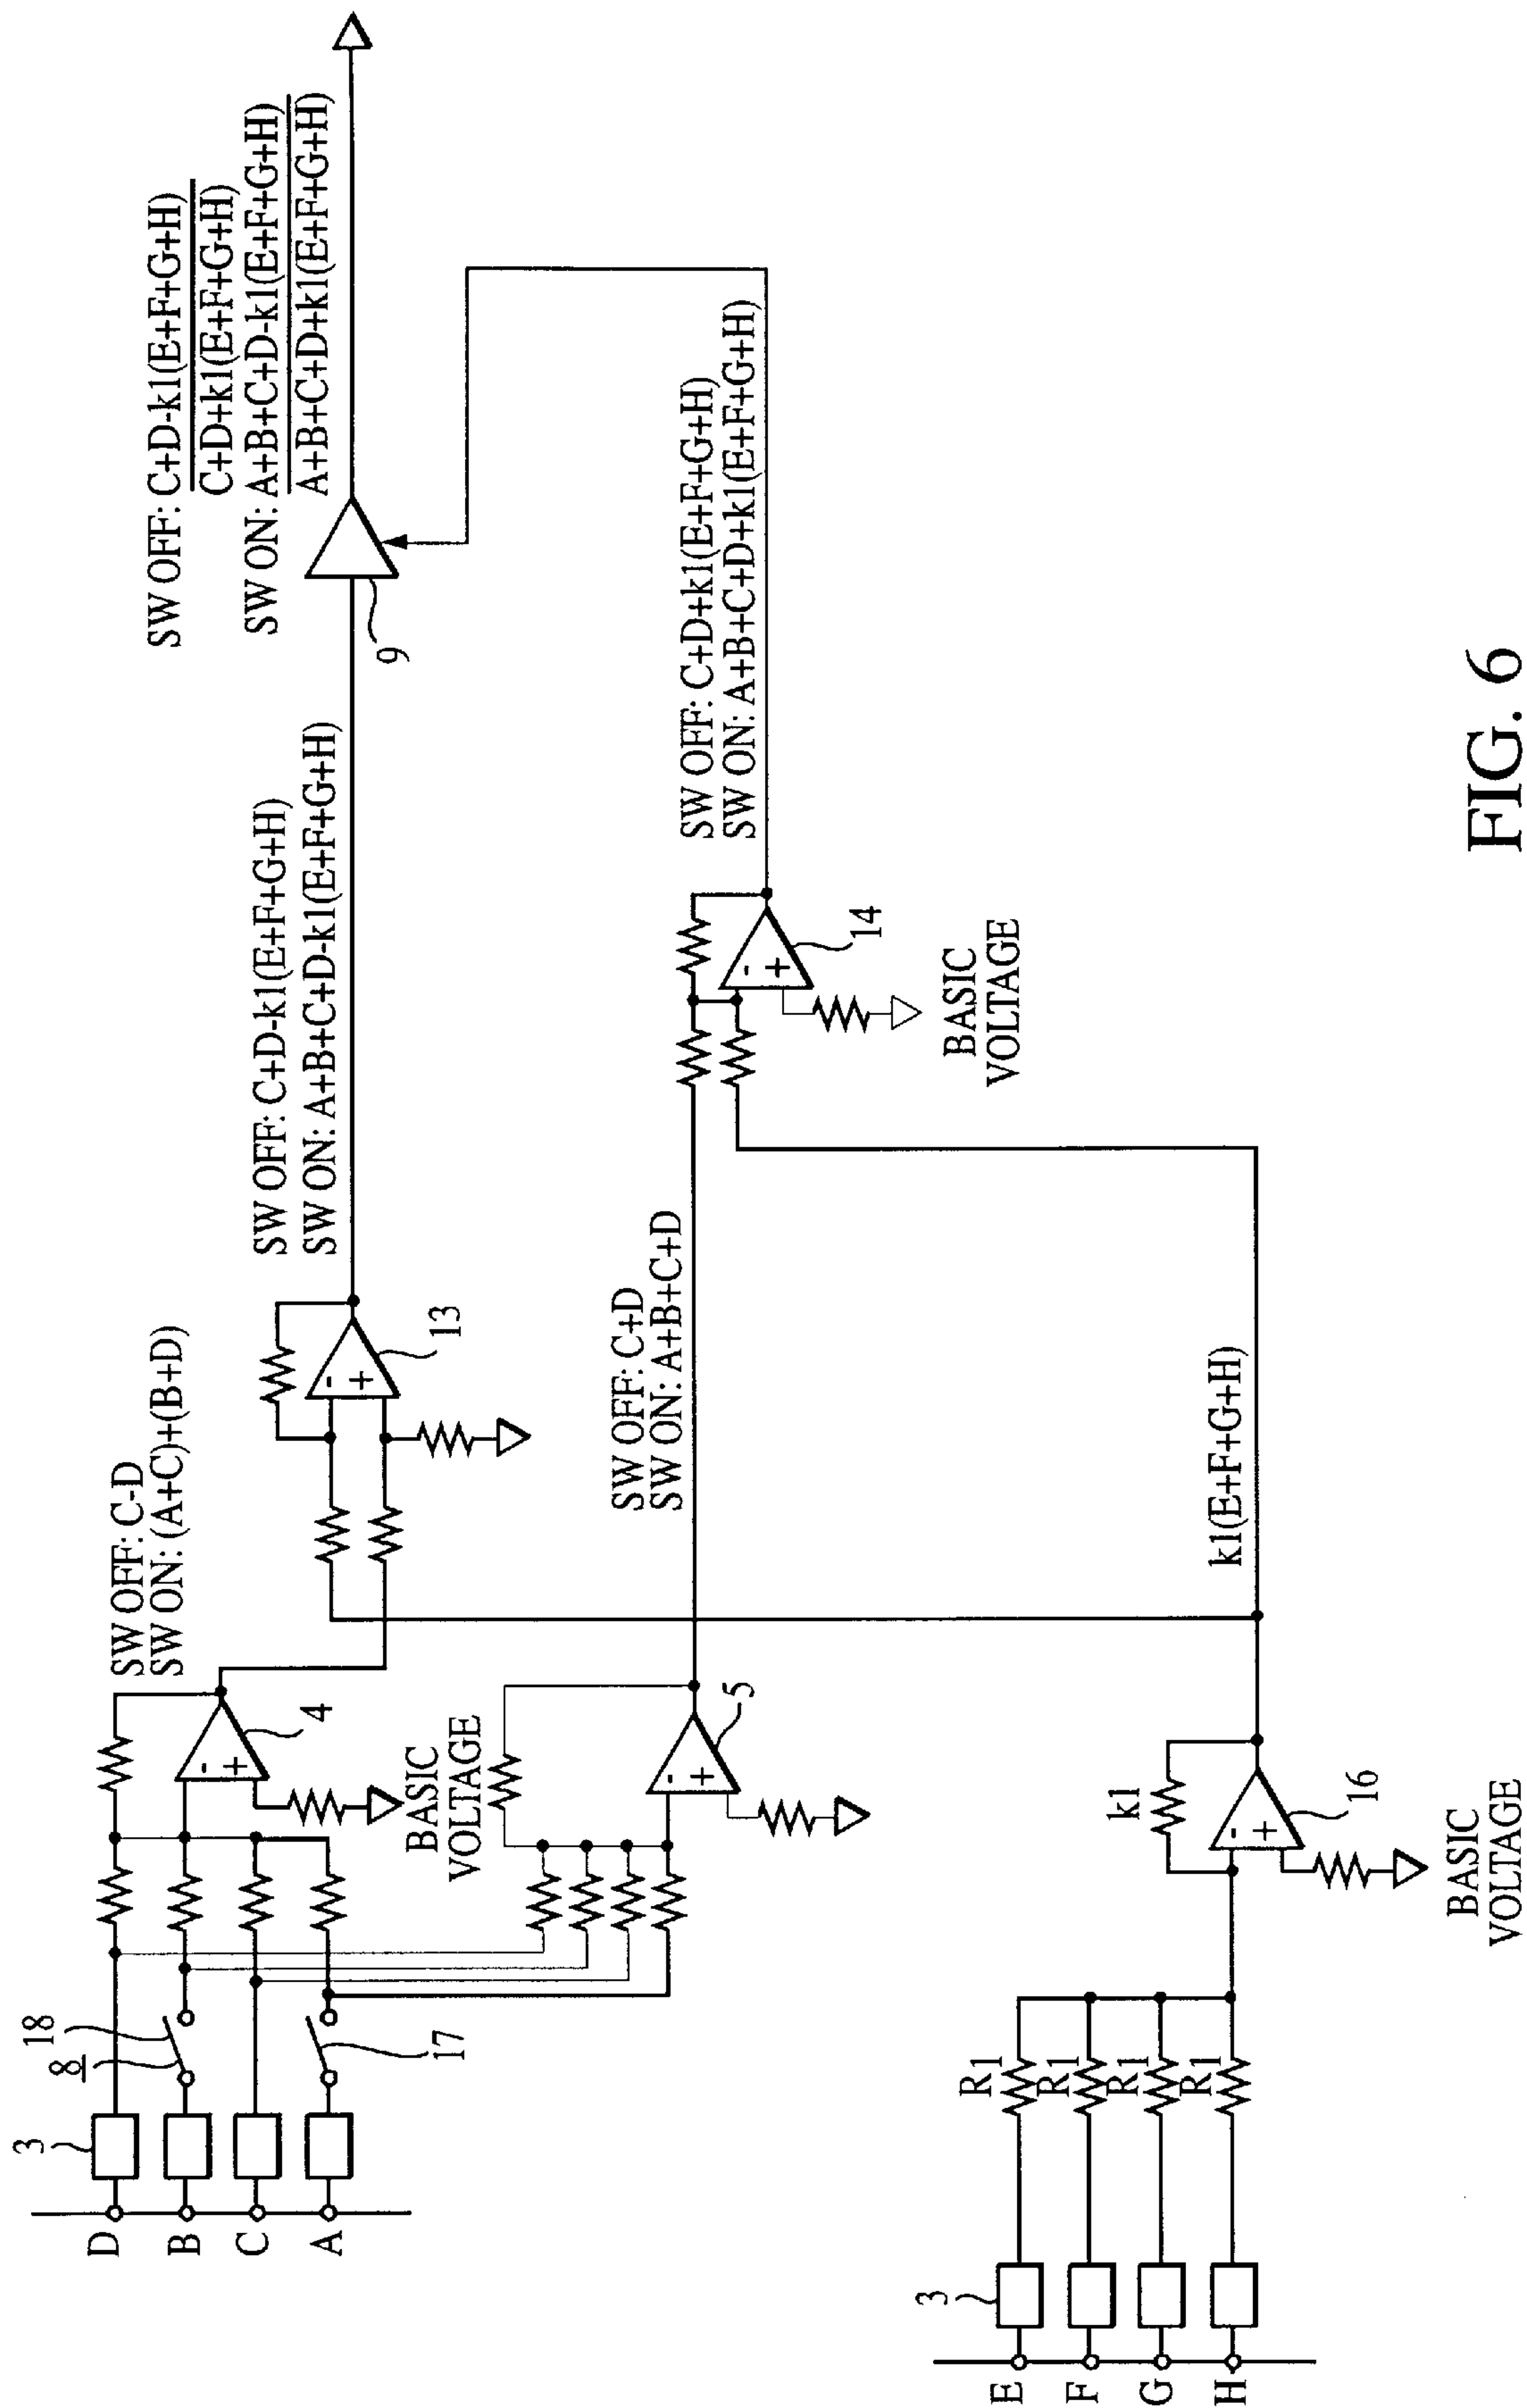 SW OFF: C+D-k1(E+F+G+H)
C+D+k1(E+F+G+H)
SW ON: A+B+C+D-k1(E+F+G+H)
A+B+C+D+k1(E+F+G+H)
9
SW OFF: C+D-k1(E+F+G+H)
SW ON: A+B+C+D-k1(E+F+G+H)
13
SW OFF: C-D
SW ON: (A+C)+(B+D)
-
+
4
-
+
3
18
8
17
D
B
C
A
BASIC
VOLTAGE
-
+
5
SW OFF: C+D
SW ON: A+B+C+D
SW OFF: C+D+k1(E+F+G+H)
SW ON: A+B+C+D+k1(E+F+G+H)
-
+
14
BASIC
VOLTAGE
k1(E+F+G+H)
k1
-
+
16
BASIC
VOLTAGE
R1
R1
R1
R1
3
E
F
G
H
FIG. 6